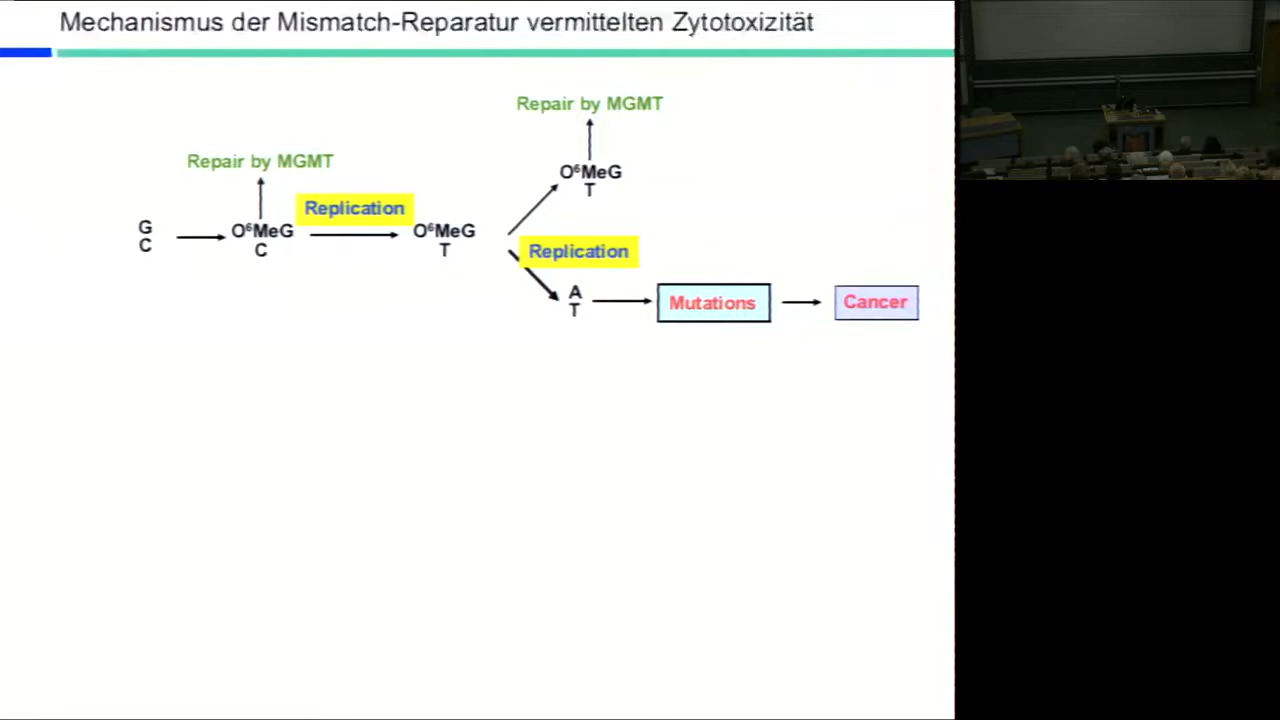 Mechanismus der Mismatch-Reparatur vermittelten Zytotoxizität
Repair by MGMT
O⁶MeG
T
Repair by MGMT
Replication
G
C
O⁶MeG
C
O⁶MeG
T
Replication
A
T
Mutations
Cancer